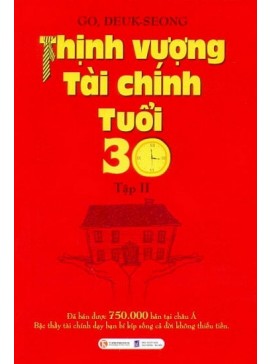 GO, DEUK-SEONG
Thịnh vượng
Tài chính
Tuổi
30
Tập II
Đã bán được 750.000 bản tại châu Á
Bậc thầy tài chính dạy bạn bí kíp sống cả đời không thiếu tiền.